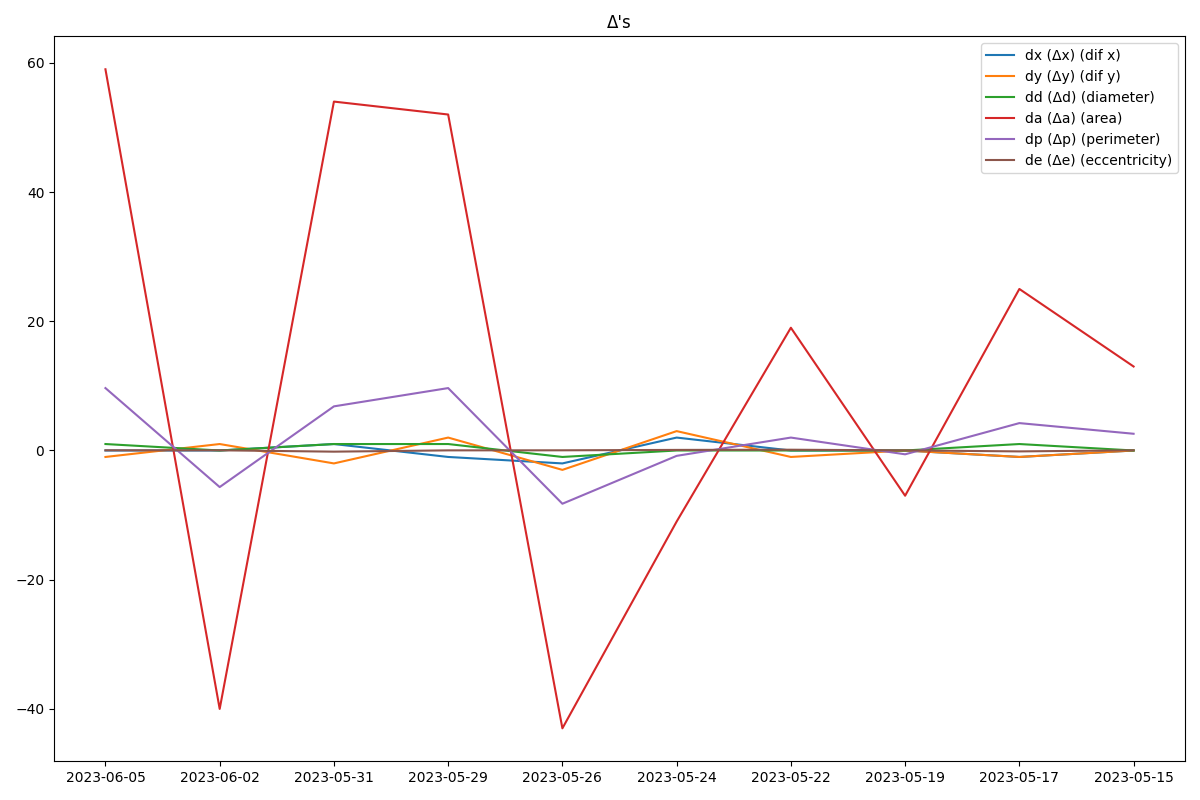 Δ's
dx (Δx) (dif x)
dy (Δy) (dif y)
dd (Δd) (diameter)
da (Δa) (area)
dp (Δp) (perimeter)
de (Δe) (eccentricity)
60
40
20
0
−20
−40
2023-06-05 2023-06-02 2023-05-31 2023-05-29 2023-05-26 2023-05-24 2023-05-22 2023-05-19 2023-05-17 2023-05-15